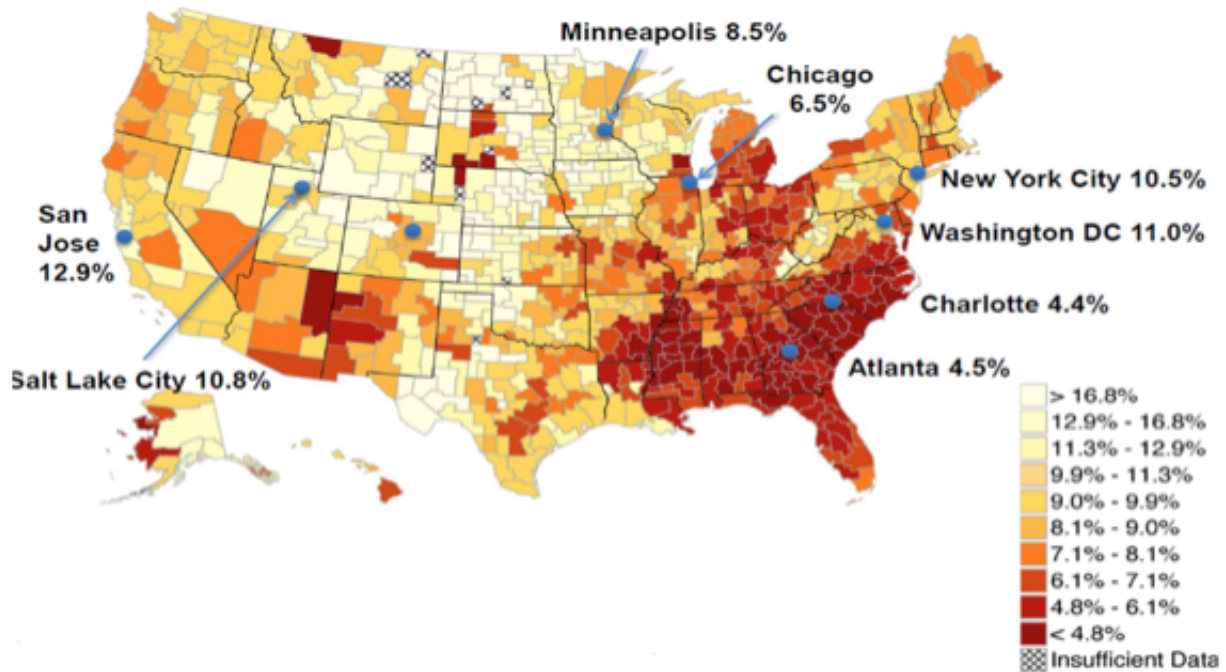 Minneapolis 8.5%
Chicago
6.5%
New York City 10.5%
San
Jose
12.9%
Washington DC 11.0%
Charlotte 4.4%
Atlanta 4.5%
Salt Lake City 10.8%
> 16.8%
12.9% - 16.8%
11.3% - 12.9%
9.9% - 11.3%
9.0% - 9.9%
8.1% - 9.0%
7.1% - 8.1%
6.1% - 7.1%
4.8% - 6.1%
< 4.8%
Insufficient Data